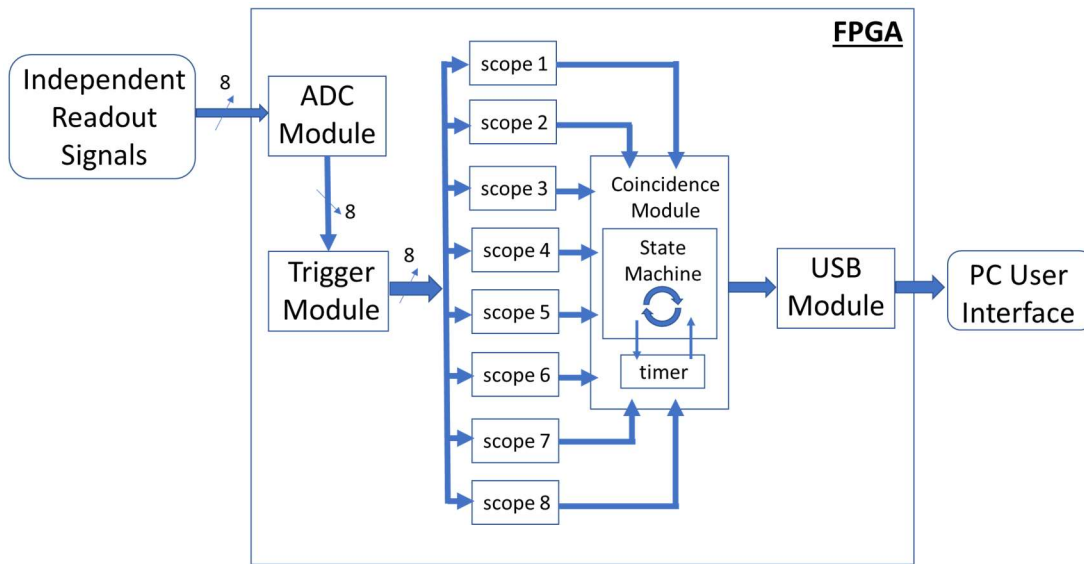 FPGA
Independent
Readout
Signals
8
ADC
Module
8
Trigger
Module
8
scope 1
scope 2
scope 3
scope 4
scope 5
scope 6
scope 7
scope 8
Coincidence
Module
State
Machine
timer
USB
Module
PC User
Interface